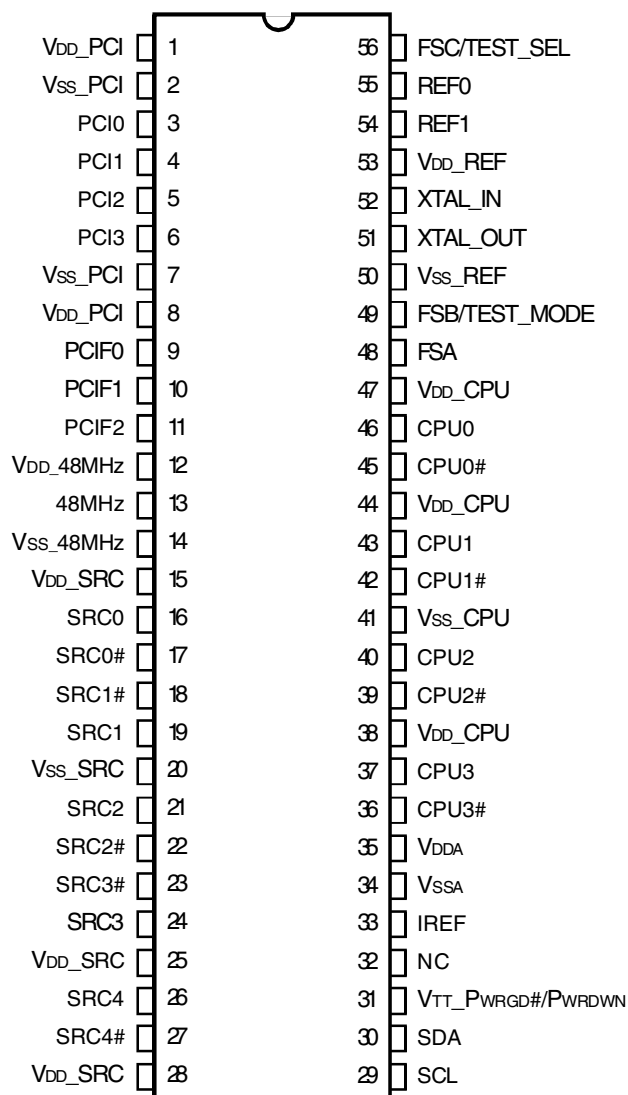 VDD_PCI 1 56 FSC/TEST_SEL
VSS_PCI 2 55 REF0
PCI0 3 54 REF1
PCI1 4 53 VDD_REF
PCI2 5 52 XTAL_IN
PCI3 6 51 XTAL_OUT
VSS_PCI 7 50 VSS_REF
VDD_PCI 8 49 FSB/TEST_MODE
PCIF0 9 48 FSA
PCIF1 10 47 VDD_CPU
PCIF2 11 46 CPU0
VDD_48MHz 12 45 CPU0#
48MHz 13 44 VDD_CPU
VSS_48MHz 14 43 CPU1
VDD_SRC 15 42 CPU1#
SRC0 16 41 VSS_CPU
SRC0# 17 40 CPU2
SRC1# 18 39 CPU2#
SRC1 19 38 VDD_CPU
VSS_SRC 20 37 CPU3
SRC2 21 36 CPU3#
SRC2# 22 35 VDDA
SRC3# 23 34 VSSA
SRC3 24 33 IREF
VDD_SRC 25 32 NC
SRC4 26 31 VTT_PWRGD#/PWRDWN
SRC4# 27 30 SDA
VDD_SRC 28 29 SCL